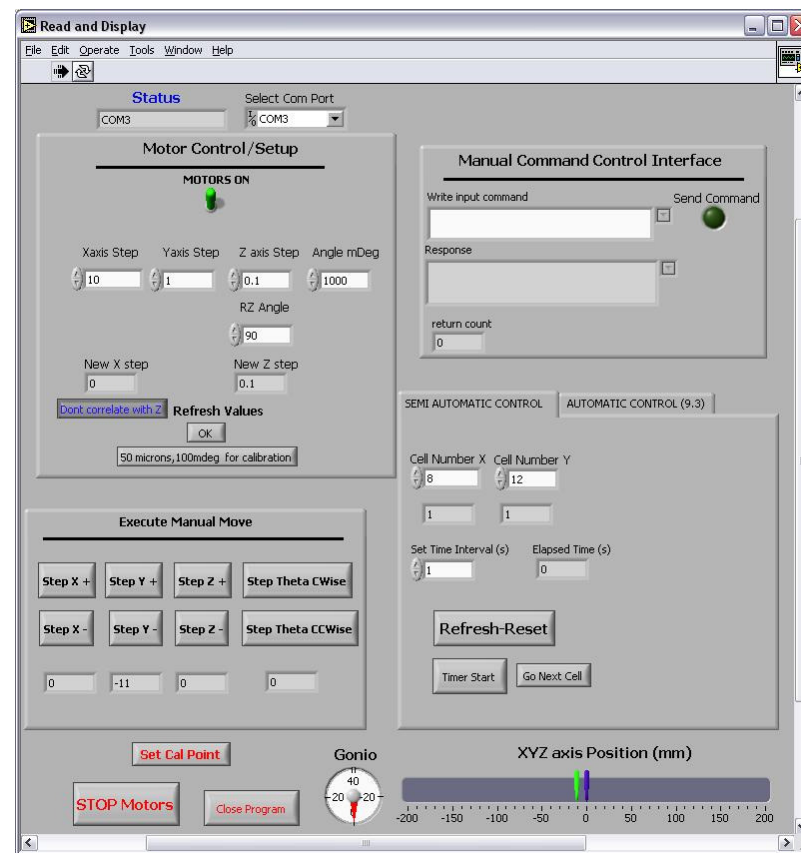 Read and Display
File Edit Operate Tools Window Help
Status
Select Com Port
COM3
COM3
Motor Control/Setup
MOTORS ON
Xaxis Step Yaxis Step Z axis Step Angle mDeg
10 1 0.1 1000
RZ Angle
90
New X step New Z step
0 0.1
Dont correlate with Z Refresh Values
OK
50 microns,100mdeg for calibration
Manual Command Control Interface
Write input command Send Command
Response
return count
0
SEMI AUTOMATIC CONTROL AUTOMATIC CONTROL (9.3)
Cell Number X Cell Number Y
8 12
1 1
Set Time Interval (s) Elapsed Time (s)
1 0
Refresh-Reset
Timer Start Go Next Cell
Execute Manual Move
Step X + Step Y + Step Z + Step Theta CWise
Step X - Step Y - Step Z - Step Theta CCWise
0 -11 0 0
Set Cal Point
STOP Motors Close Program
Gonio
40
-20 20-
XYZ axis Position (mm)
-200 -150 -100 -50 0 50 100 150 200